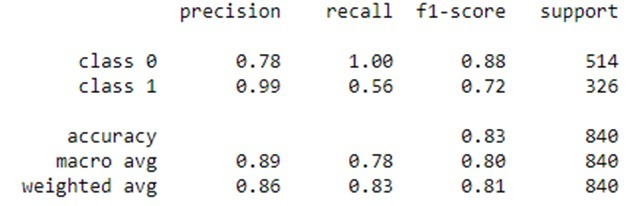 precision recall f1-score support
class 0 0.78 1.00 0.88 514
class 1 0.99 0.56 0.72 326
accuracy 0.83 840
macro avg 0.89 0.78 0.80 840
weighted avg 0.86 0.83 0.81 840